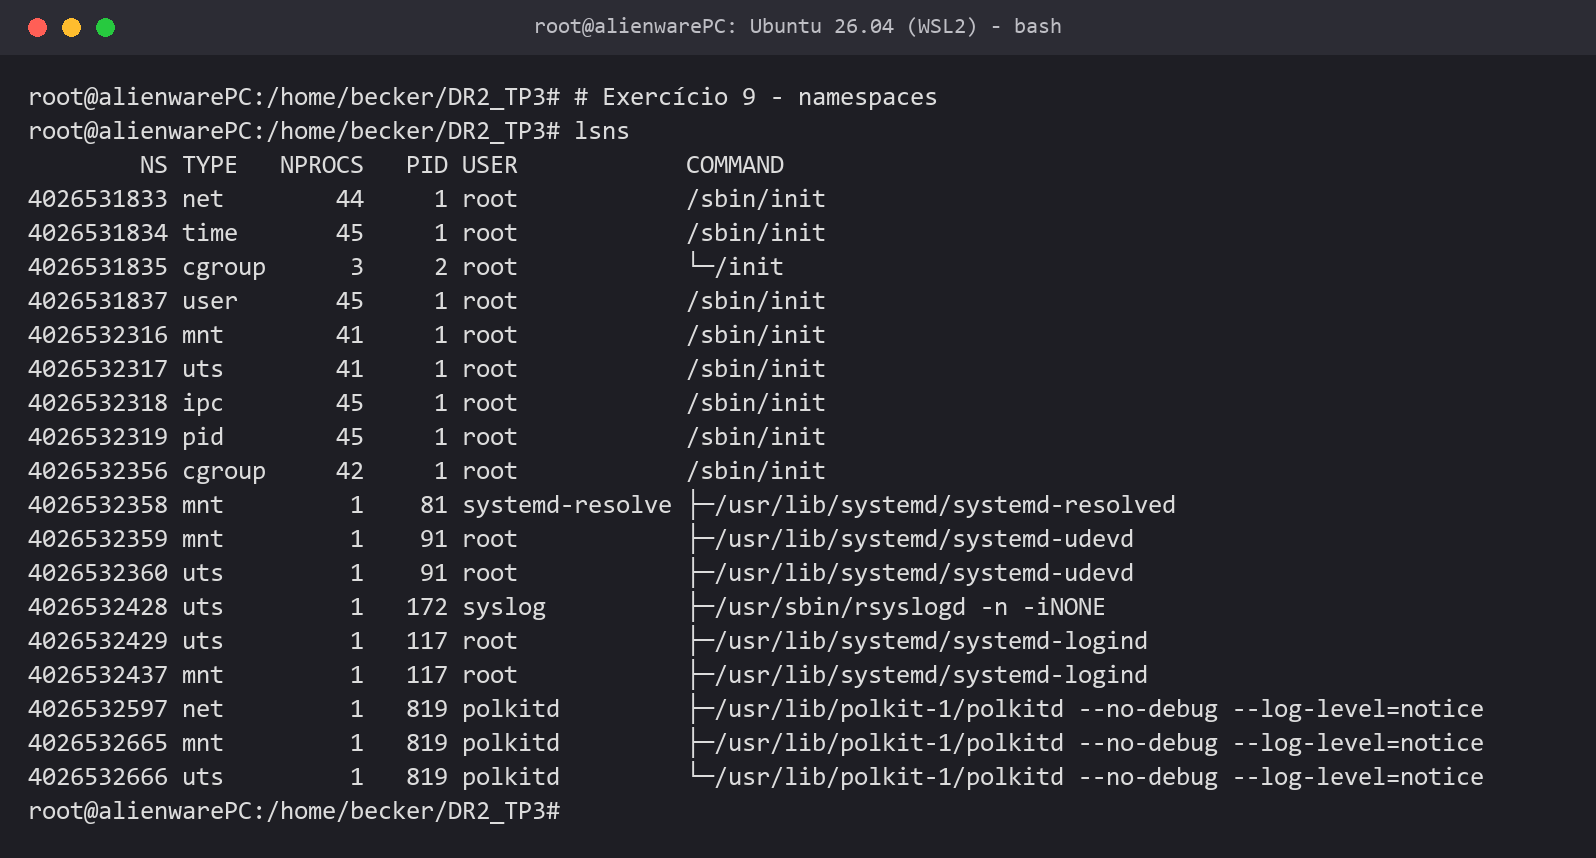 root@alienwarePC: Ubuntu 26.04 (WSL2) - bash
root@alienwarePC:/home/becker/DR2_TP3# # Exercício 9 - namespaces
root@alienwarePC:/home/becker/DR2_TP3# lsns
        NS TYPE   NPROCS   PID USER            COMMAND
4026531833 net        44     1 root            /sbin/init
4026531834 time       45     1 root            /sbin/init
4026531835 cgroup      3     2 root            └─/init
4026531837 user       45     1 root            /sbin/init
4026532316 mnt        41     1 root            /sbin/init
4026532317 uts        41     1 root            /sbin/init
4026532318 ipc        45     1 root            /sbin/init
4026532319 pid        45     1 root            /sbin/init
4026532356 cgroup     42     1 root            /sbin/init
4026532358 mnt         1    81 systemd-resolve ├─/usr/lib/systemd/systemd-resolved
4026532359 mnt         1    91 root            ├─/usr/lib/systemd/systemd-udevd
4026532360 uts         1    91 root            ├─/usr/lib/systemd/systemd-udevd
4026532428 uts         1   172 syslog          ├─/usr/sbin/rsyslogd -n -iNONE
4026532429 uts         1   117 root            ├─/usr/lib/systemd/systemd-logind
4026532437 mnt         1   117 root            ├─/usr/lib/systemd/systemd-logind
4026532597 net         1   819 polkitd         ├─/usr/lib/polkit-1/polkitd --no-debug --log-level=notice
4026532665 mnt         1   819 polkitd         ├─/usr/lib/polkit-1/polkitd --no-debug --log-level=notice
4026532666 uts         1   819 polkitd         └─/usr/lib/polkit-1/polkitd --no-debug --log-level=notice
root@alienwarePC:/home/becker/DR2_TP3#